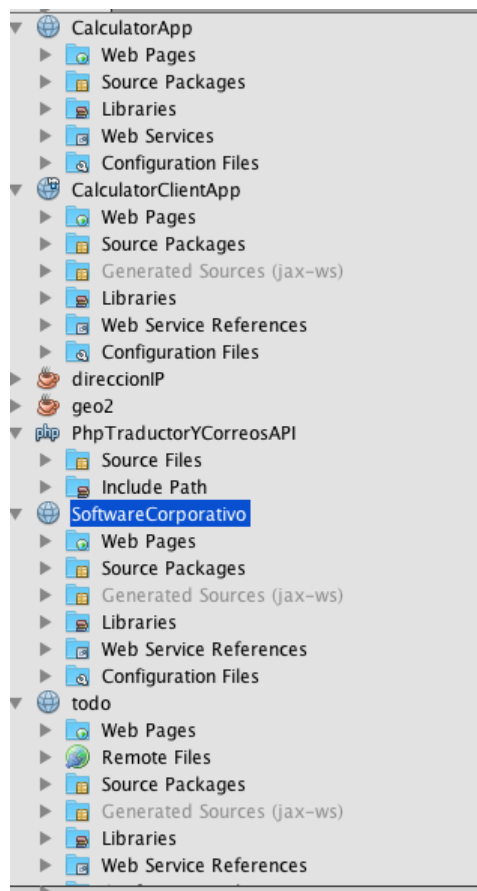 CalculatorApp
Web Pages
Source Packages
Libraries
Web Services
Configuration Files
CalculatorClientApp
Web Pages
Source Packages
Generated Sources (jax-ws)
Libraries
Web Service References
Configuration Files
direccionIP
geo2
php PhpTraductorYCorreosAPI
Source Files
Include Path
SoftwareCorporativo
Web Pages
Source Packages
Generated Sources (jax-ws)
Libraries
Web Service References
Configuration Files
todo
Web Pages
Remote Files
Source Packages
Generated Sources (jax-ws)
Libraries
Web Service References